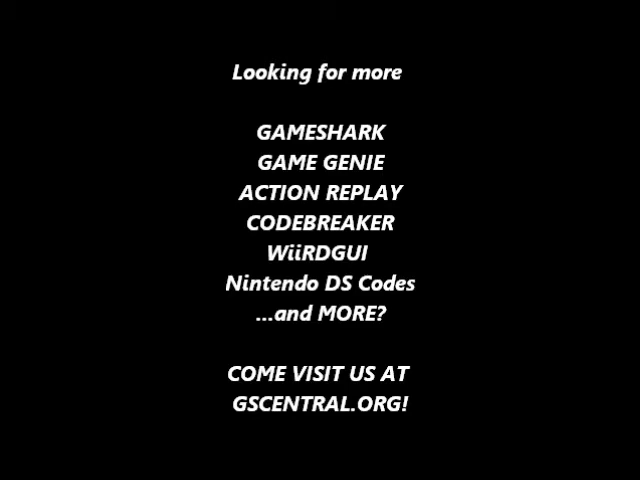 Looking for more
GAMESHARK
GAME GENIE
ACTION REPLAY
CODEBREAKER
WiiRDGUI
Nintendo DS Codes
...and MORE?
COME VISIT US AT
GSCENTRAL.ORG!